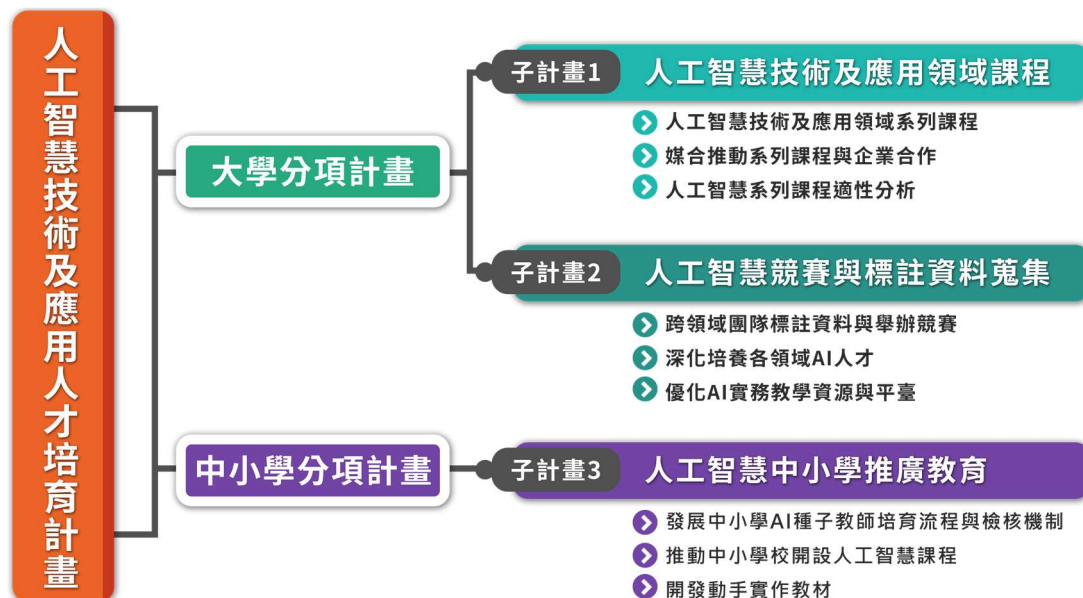 人工智慧技術及應用人才培育計畫
大學分項計畫
子計畫1
人工智慧技術及應用領域課程
人工智慧技術及應用領域系列課程
媒合推動系列課程與企業合作
人工智慧系列課程適性分析
子計畫2
人工智慧競賽與標註資料蒐集
跨領域團隊標註資料與舉辦競賽
深化培養各領域AI人才
優化AI實務教學資源與平臺
中小學分項計畫
子計畫3
人工智慧中小學推廣教育
發展中小學AI種子教師培育流程與檢核機制
推動中小學校開設人工智慧課程
開發動手實作教材